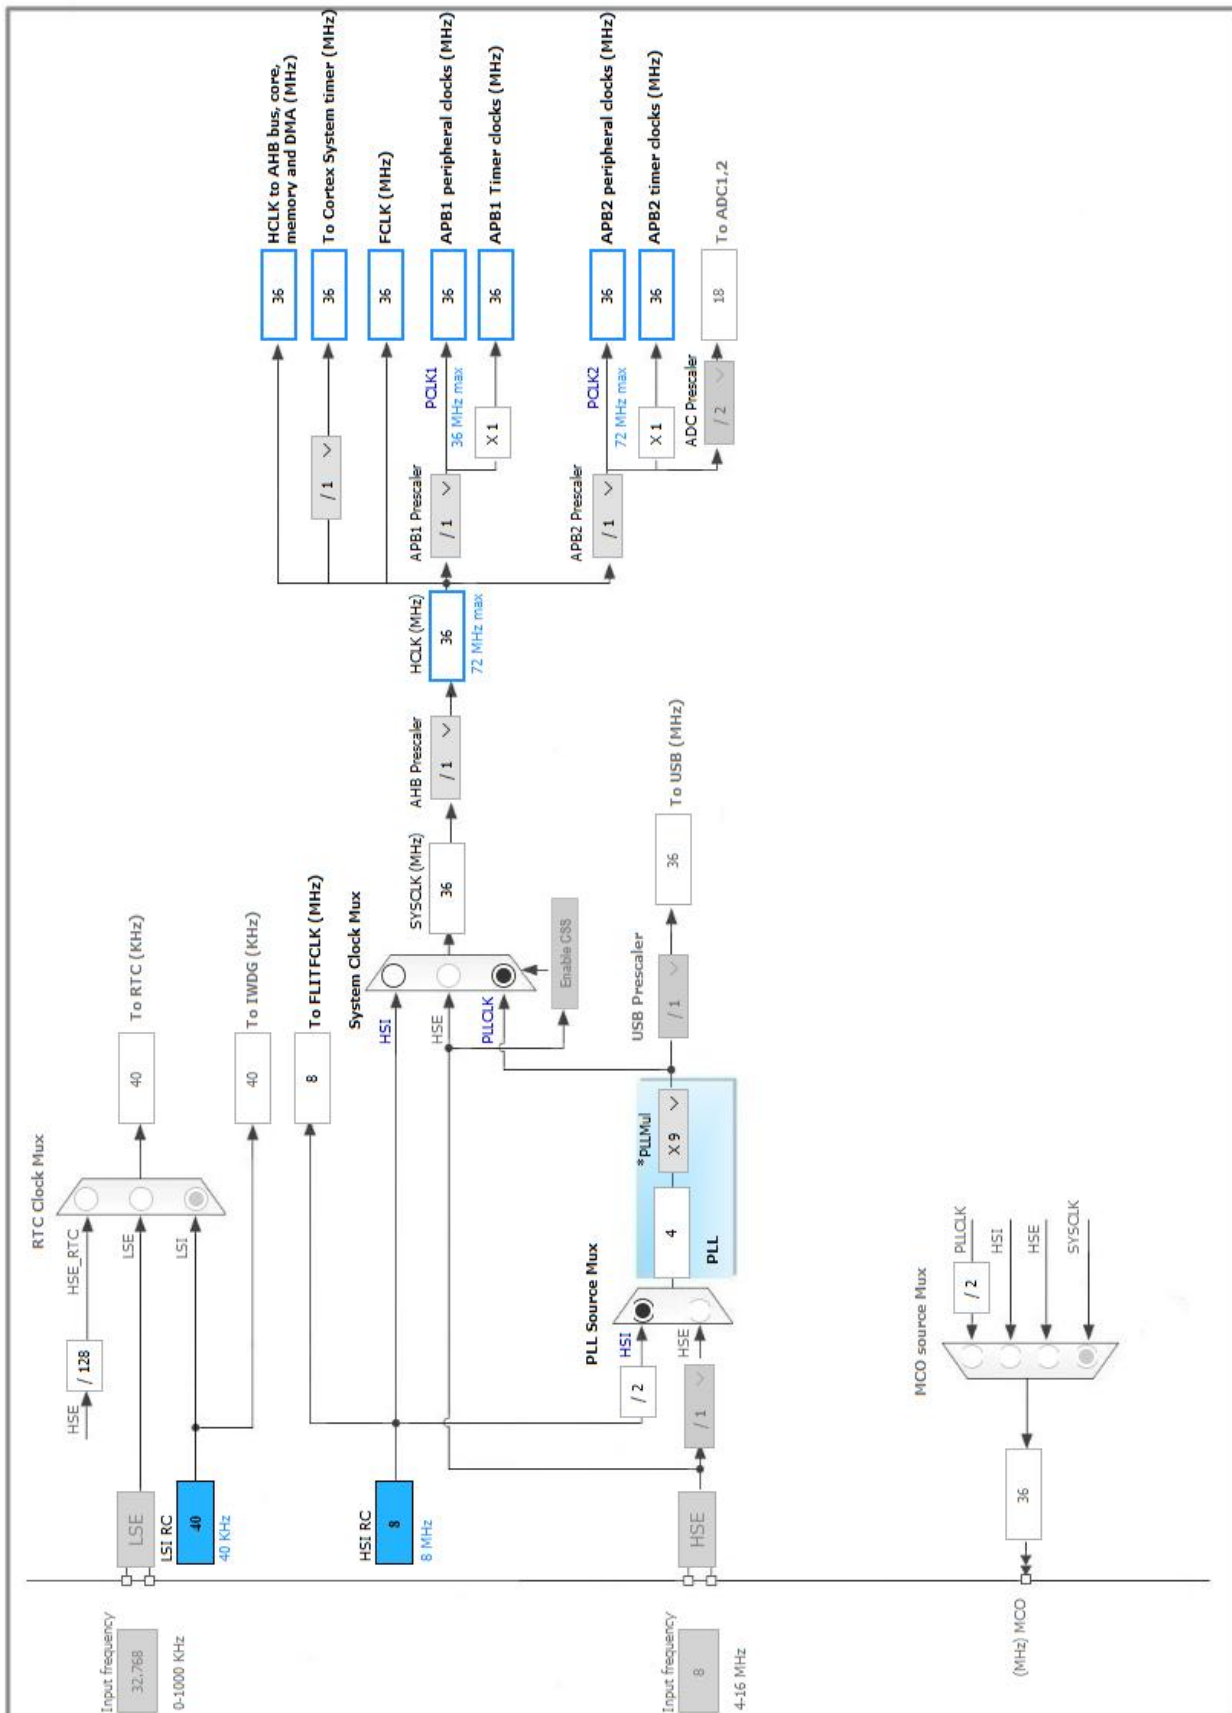 Input frequency
32.768
0-1000 KHz
LSE
LSI RC
40
40 KHz
HSE
/ 128
HSE_RTC
LSE
LSI
RTC Clock Mux
40
To RTC (KHz)
40
To IWDG (KHz)
8
To FLITFCLK (MHz)
HSI RC
8
8 MHz
Input frequency
8
4-16 MHz
HSE
/ 2
/ 1
HSI
HSE
PLL Source Mux
4
*PLLMul
X 9
PLL
USB Prescaler
/ 1
36
To USB (MHz)
System Clock Mux
HSI
HSE
PLLCLK
Enable CSS
SYSCLK (MHz)
36
AHB Prescaler
/ 1
HCLK (MHz)
36
72 MHz max
/ 1
APB1 Prescaler
/ 1
PCLK1
36 MHz max
X 1
APB2 Prescaler
/ 1
PCLK2
72 MHz max
X 1
ADC Prescaler
/ 2
36
HCLK to AHB bus, core,
memory and DMA (MHz)
36
To Cortex System timer (MHz)
36
FCLK (MHz)
36
APB1 peripheral clocks (MHz)
36
APB1 Timer clocks (MHz)
36
APB2 peripheral clocks (MHz)
36
APB2 timer clocks (MHz)
18
To ADC1,2
MCO source Mux
PLLCLK
/ 2
HSI
HSE
SYSCLK
36
(MHz) MCO